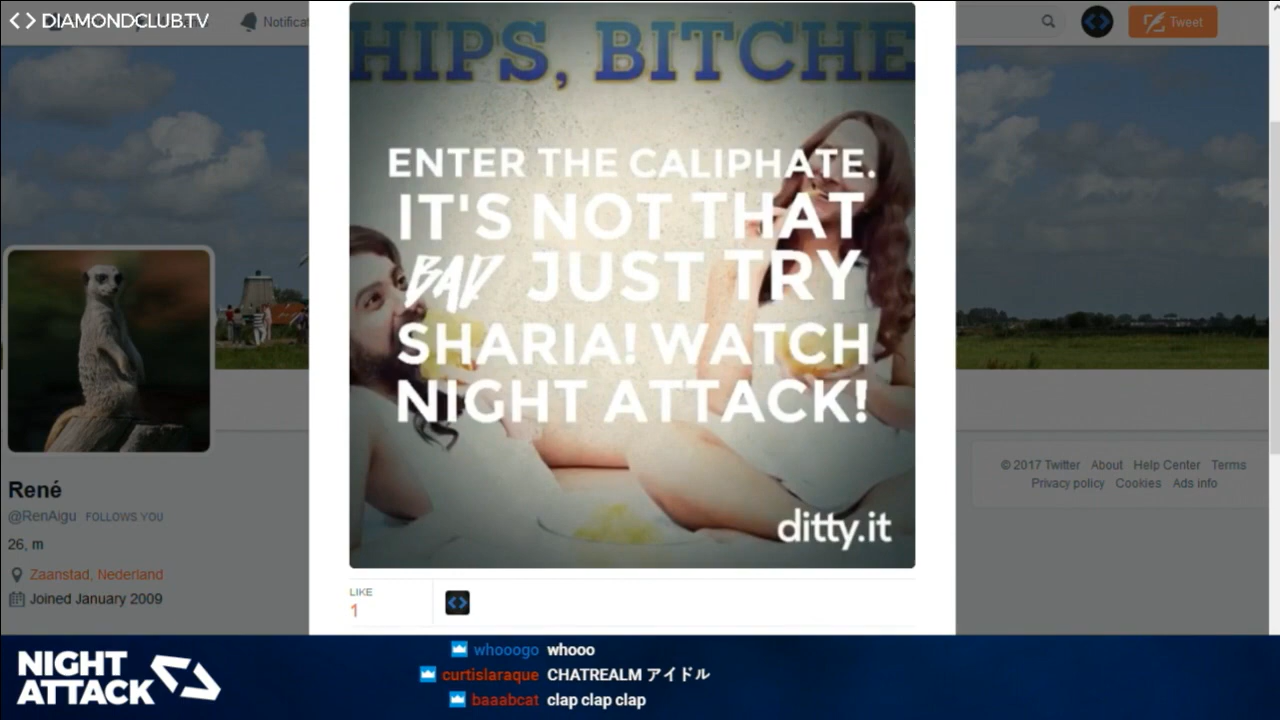 DIAMONDCLUB.TV
Notificat
Tweet
HIPS, BITCHE
ENTER THE CALIPHATE.
IT'S NOT THAT
BAD JUST TRY
SHARIA! WATCH
NIGHT ATTACK!
ditty.it
René
@RenAigu FOLLOWS YOU
26, m
Zaanstad, Nederland
Joined January 2009
© 2017 Twitter About Help Center Terms
Privacy policy Cookies Ads info
LIKE
1
NIGHT
ATTACK
whooogo whooo
curtislaraque CHATREALM アイドル
baaabcat clap clap clap